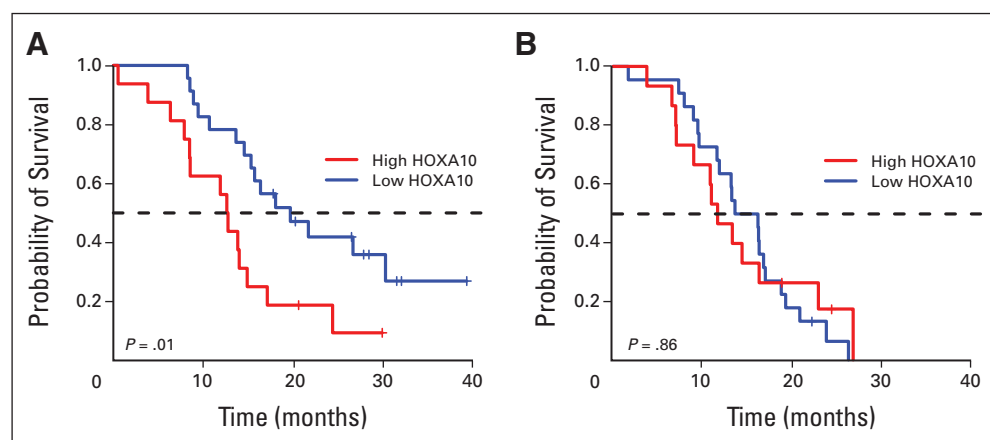 A
Probability of Survival
1.0
0.8
0.6
0.4
0.2
0
10
20
30
40
High HOXA10
Low HOXA10
P = .01
Time (months)
B
Probability of Survival
1.0
0.8
0.6
0.4
0.2
0
10
20
30
40
High HOXA10
Low HOXA10
P = .86
Time (months)